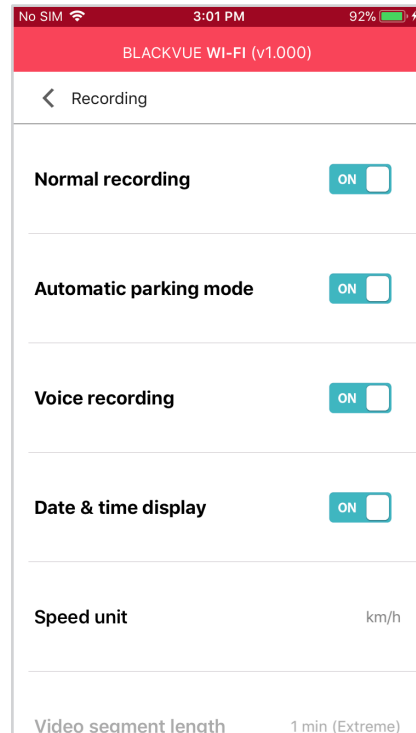 No SIM 3:01 PM 92%
BLACKVUE WI-FI (v1.000)
Recording
Normal recording ON
Automatic parking mode ON
Voice recording ON
Date & time display ON
Speed unit km/h
Video segment length 1 min (Extreme)